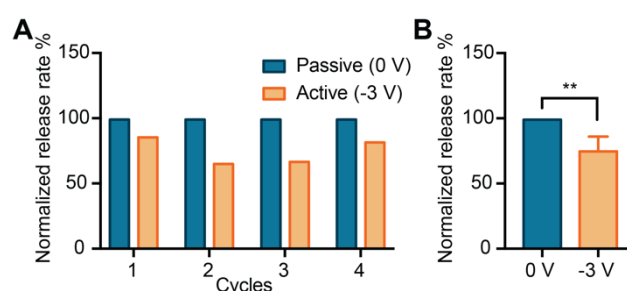 A
Normalized release rate %
150
100
50
0
Passive (0 V)
Active (-3 V)
1 2 3 4
Cycles
B
Normalized release rate %
150
100
50
0
**
0 V -3 V